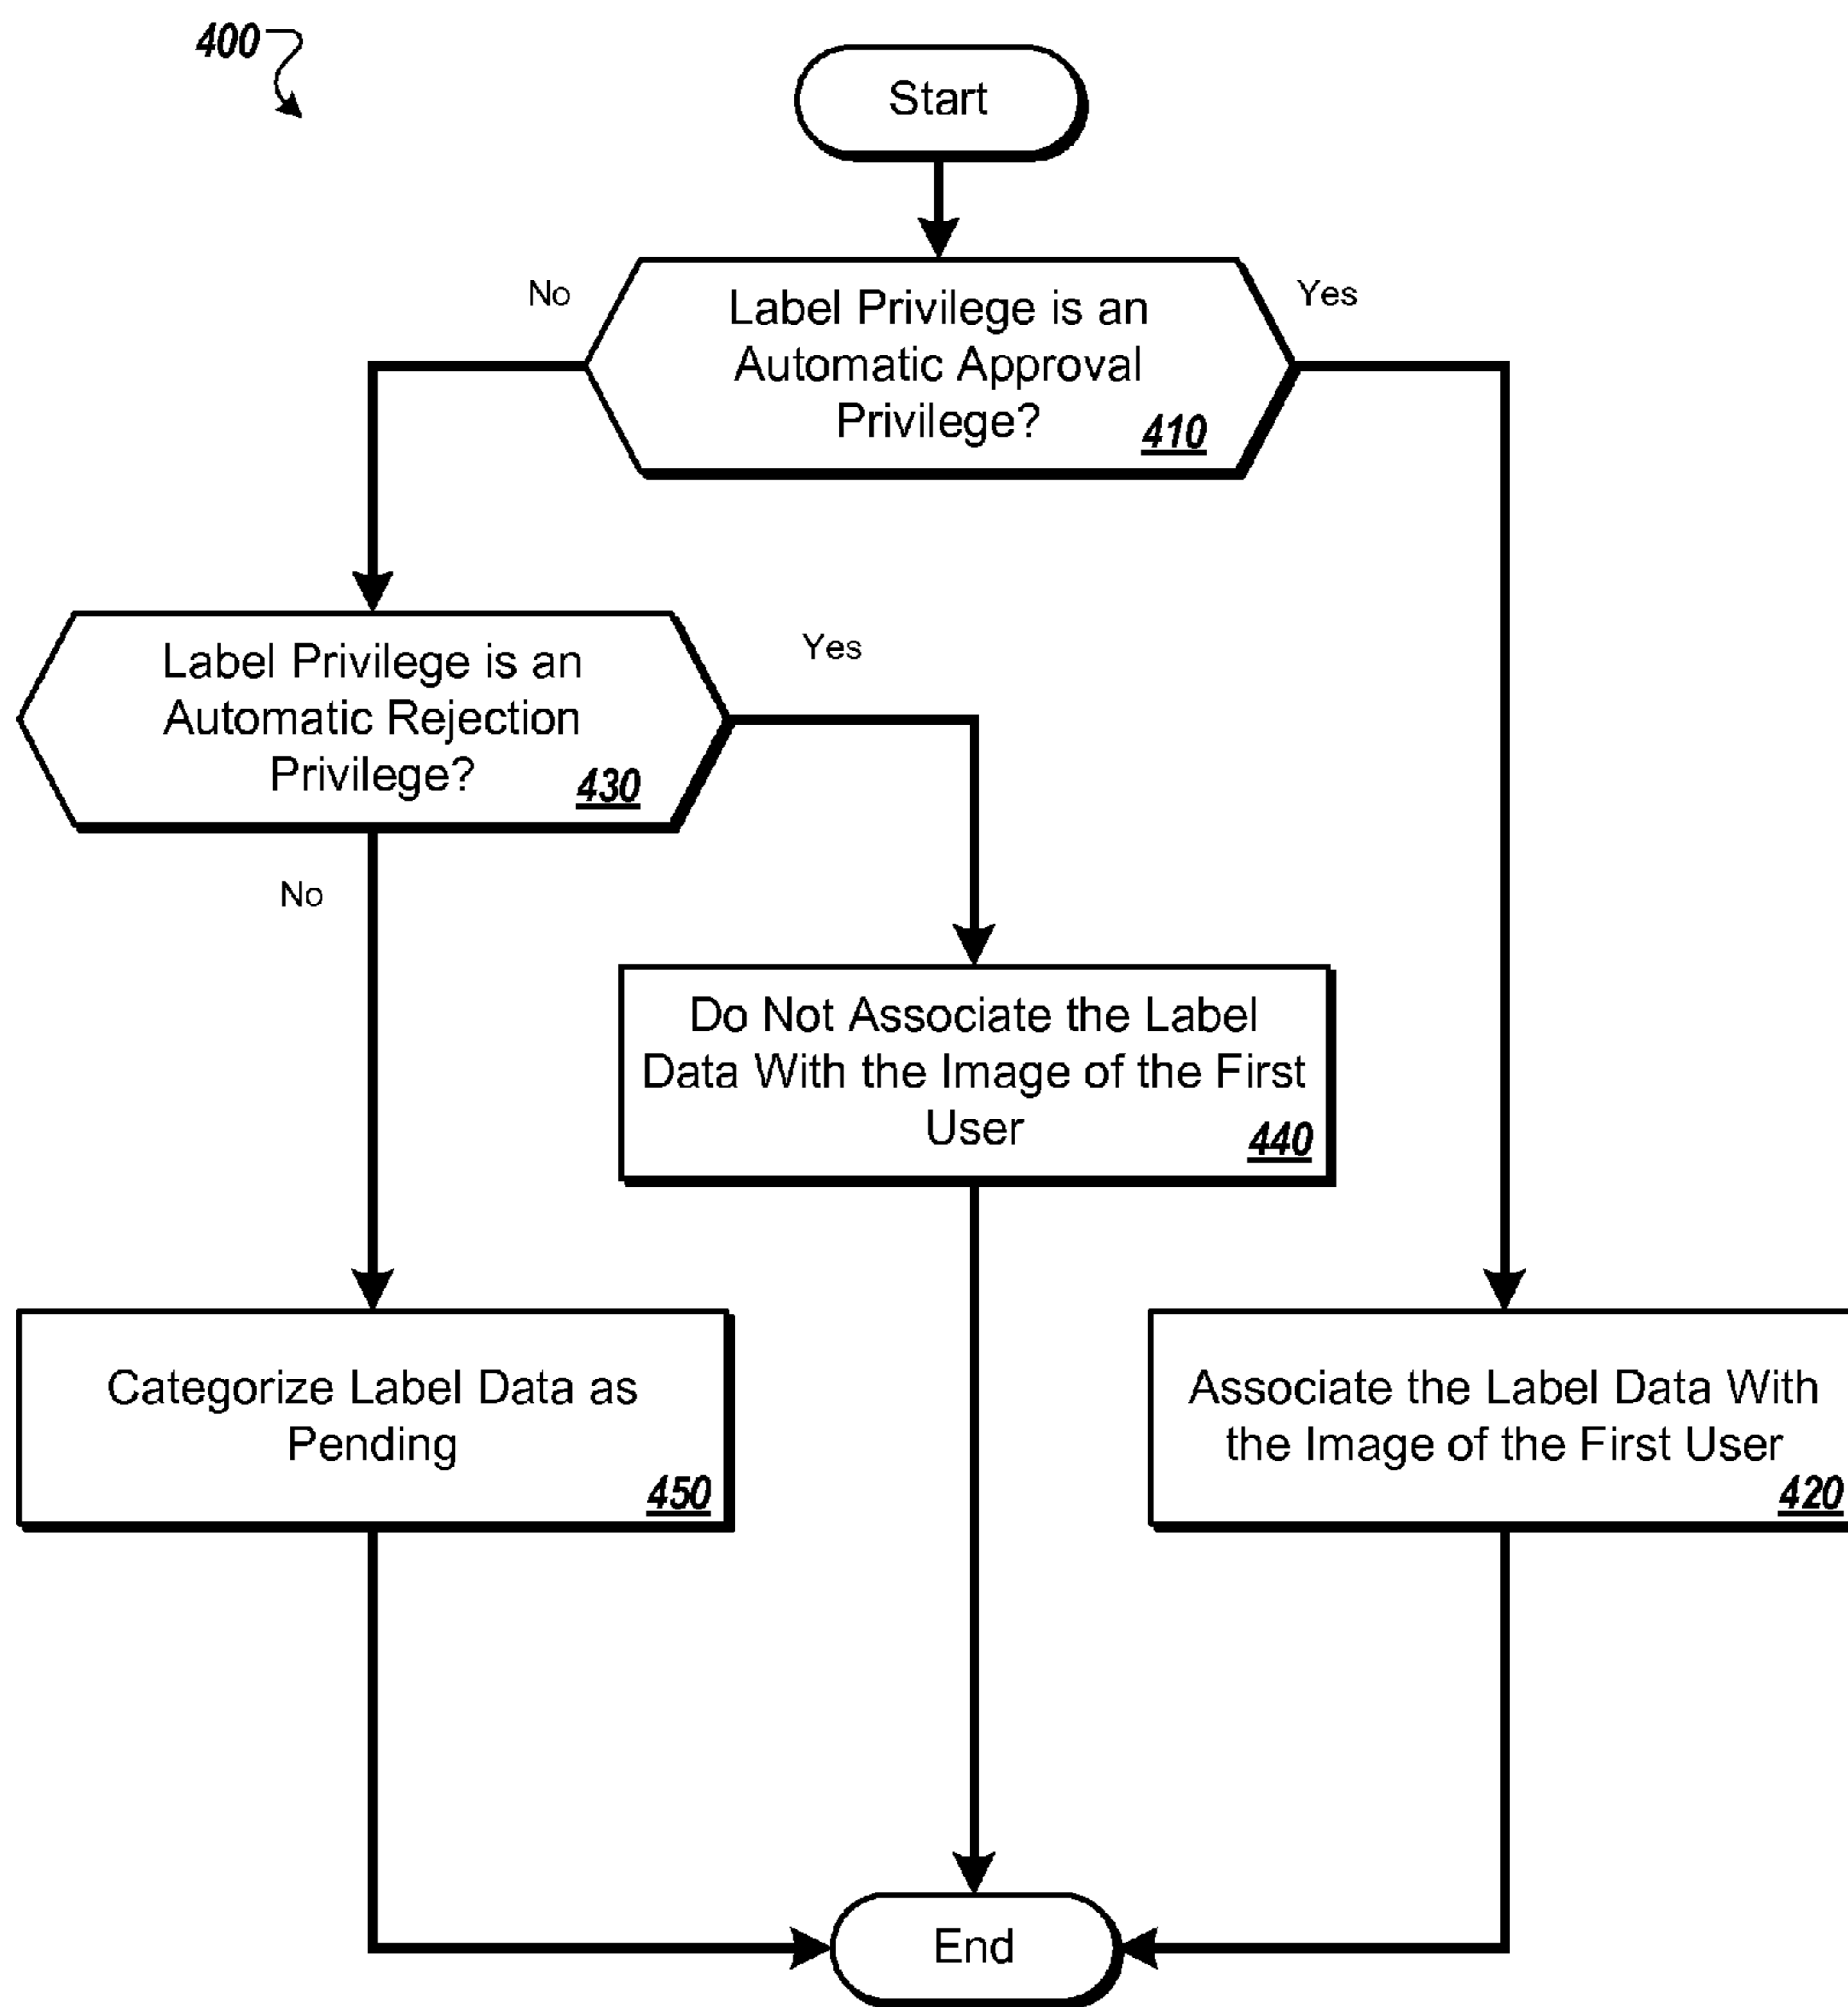 400
Start
No
Yes
Label Privilege is an
Automatic Approval
Privilege?
410
Label Privilege is an
Automatic Rejection
Privilege?
430
Yes
No
Do Not Associate the Label
Data With the Image of the First
User
440
Categorize Label Data as
Pending
450
Associate the Label Data With
the Image of the First User
420
End